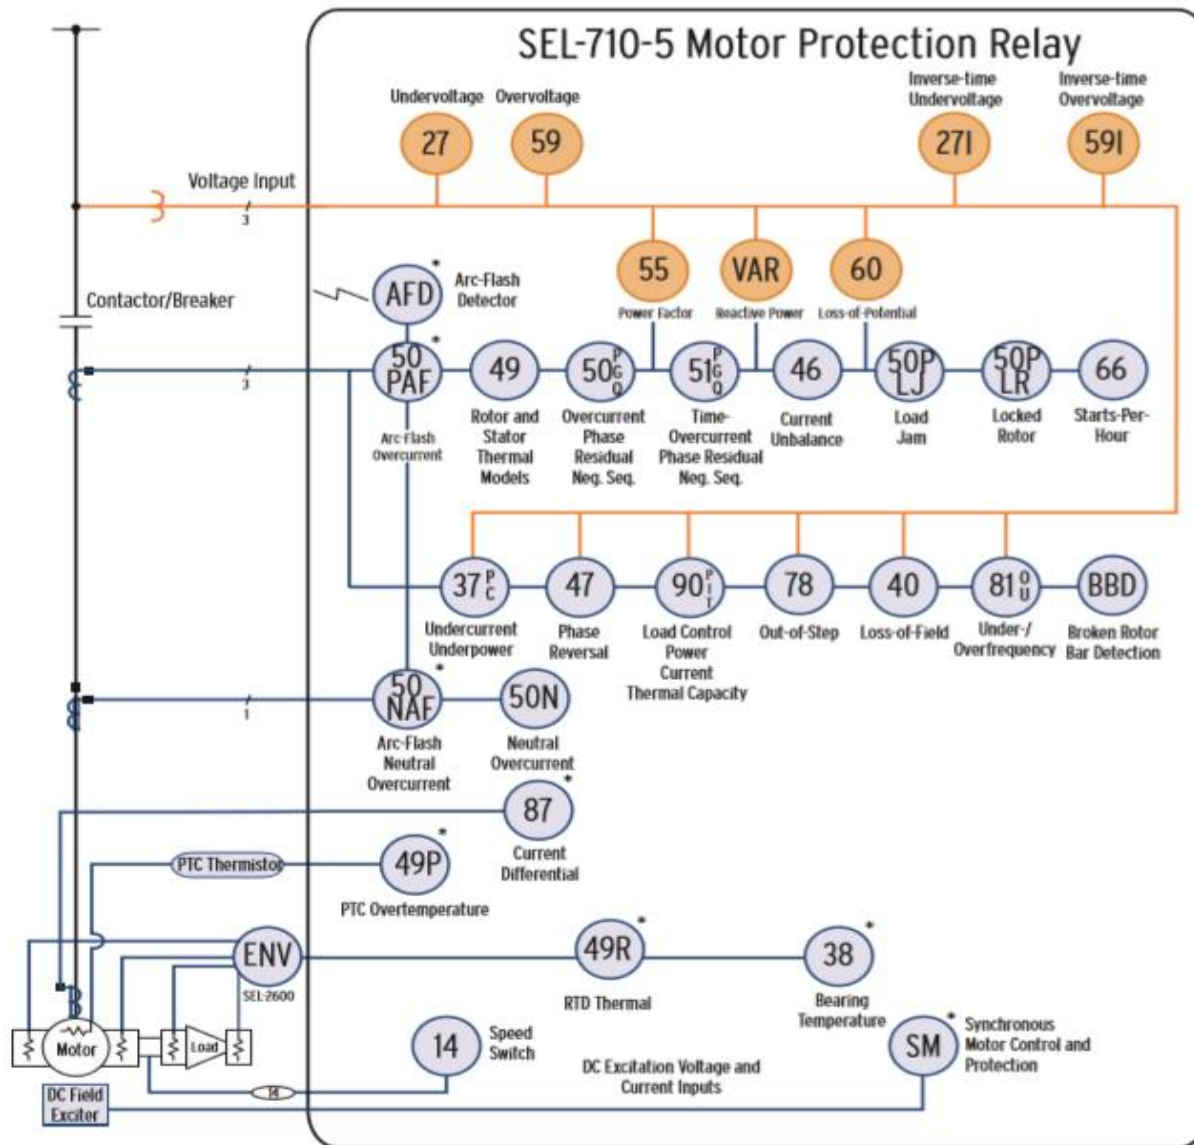 SEL-710-5 Motor Protection Relay
Undervoltage
Overvoltage
Inverse-time
Undervoltage
Inverse-time
Overvoltage
27
59
27I
59I
Voltage Input
3
55
VAR
60
Power Factor
Reactive Power
Loss-of-Potential
AFD
*
Arc-Flash
Detector
Contactor/Breaker
3
50
PAF
*
Arc-Flash
Overcurrent
49
Rotor and
Stator
Thermal
Models
50 P G Q
Overcurrent
Phase
Residual
Neg. Seq.
51 P G Q
Time-
Overcurrent
Phase Residual
Neg. Seq.
46
Current
Unbalance
50P
LJ
Load
Jam
50P
LR
Locked
Rotor
66
Starts-Per-
Hour
37 P C
Undercurrent
Underpower
47
Phase
Reversal
90 P I T
Load Control
Power
Current
Thermal Capacity
78
Out-of-Step
40
Loss-of-Field
81 O U
Under-/
Overfrequency
BBD
Broken Rotor
Bar Detection
1
50
NAF
*
Arc-Flash
Neutral
Overcurrent
50N
Neutral
Overcurrent
87
*
Current
Differential
PTC Thermistor
49P
*
PTC Overtemperature
ENV
SEL-2600
49R
*
RTD Thermal
38
*
Bearing
Temperature
Motor
Load
14
14
Speed
Switch
DC Excitation Voltage and
Current Inputs
SM
*
Synchronous
Motor Control and
Protection
DC Field
Exciter